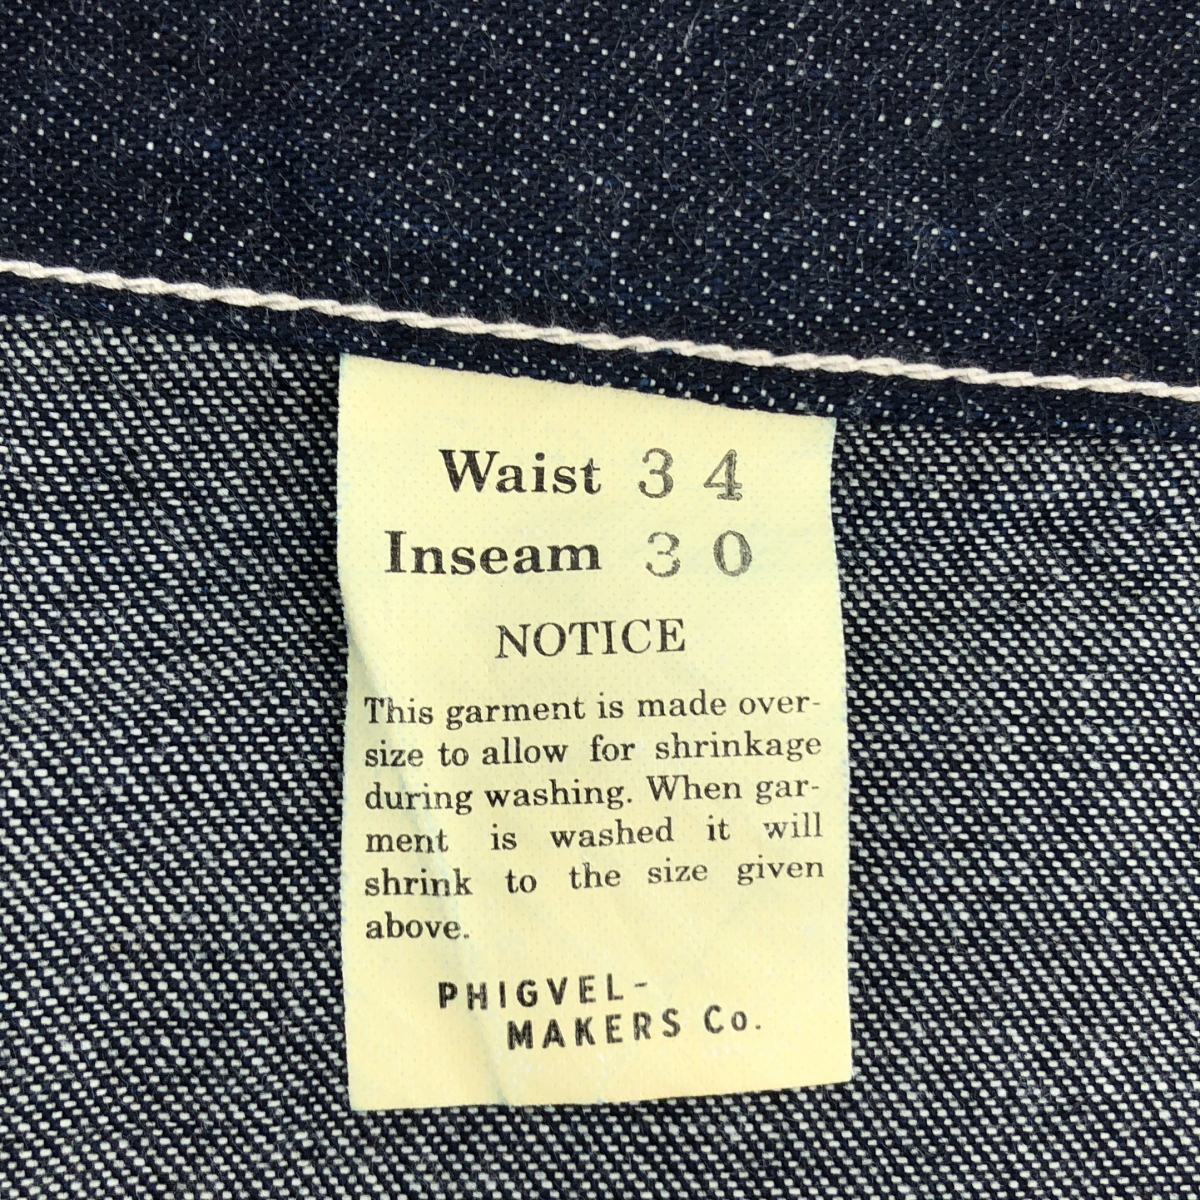 Waist 34
Inseam 30
NOTICE
This garment is made over-
size to allow for shrinkage
during washing. When gar-
ment is washed it will
shrink to the size given
above.
PHIGVEL-
MAKERS Co.